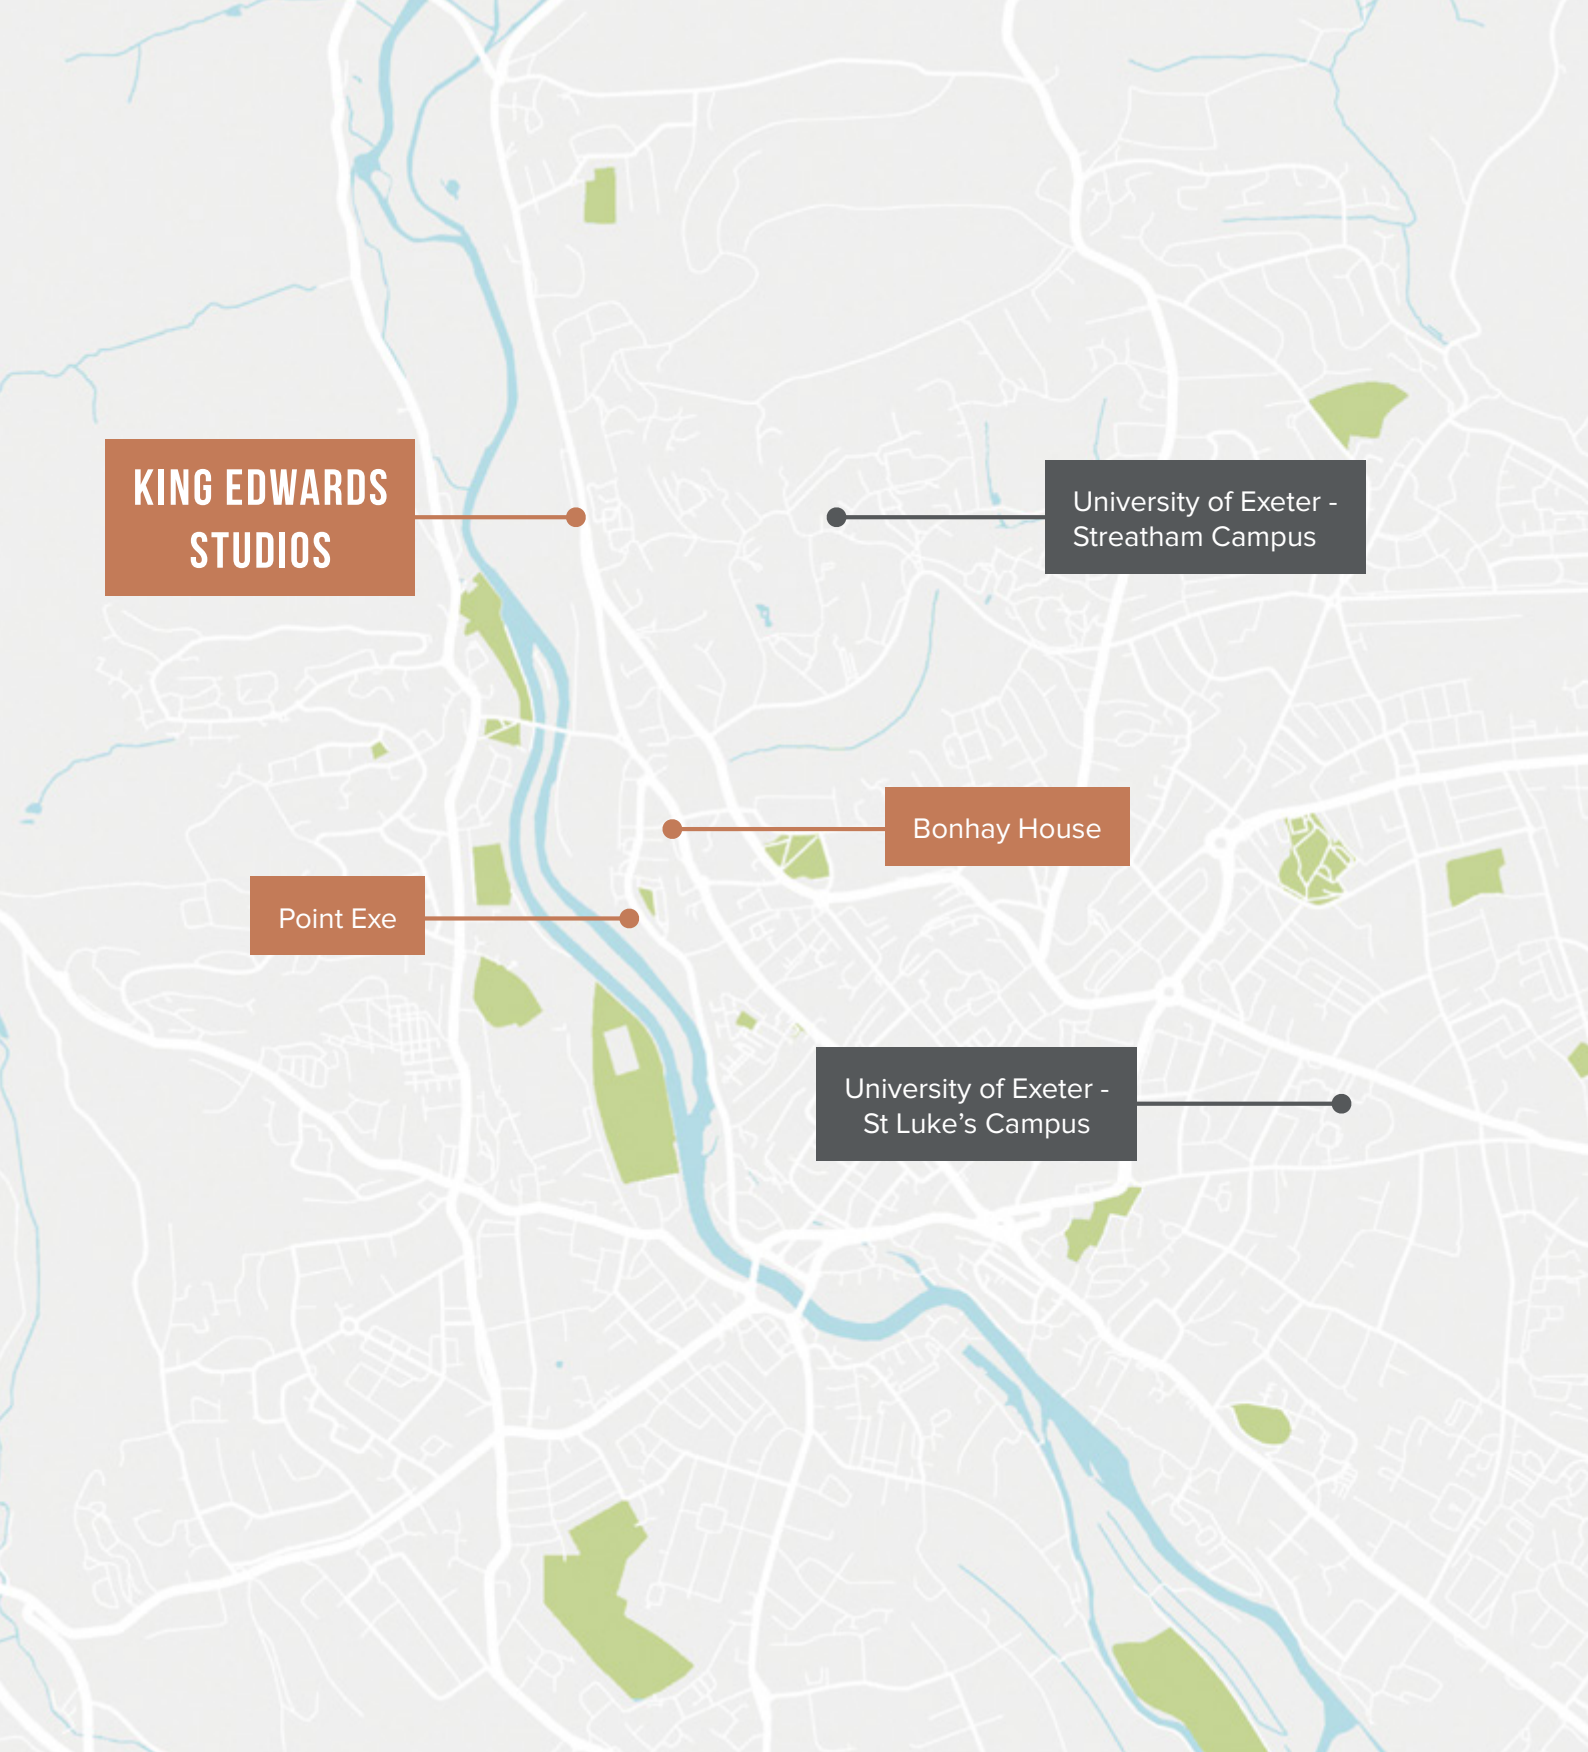 KING EDWARDS
STUDIOS
University of Exeter -
Streatham Campus
Bonhay House
Point Exe
University of Exeter -
St Luke’s Campus